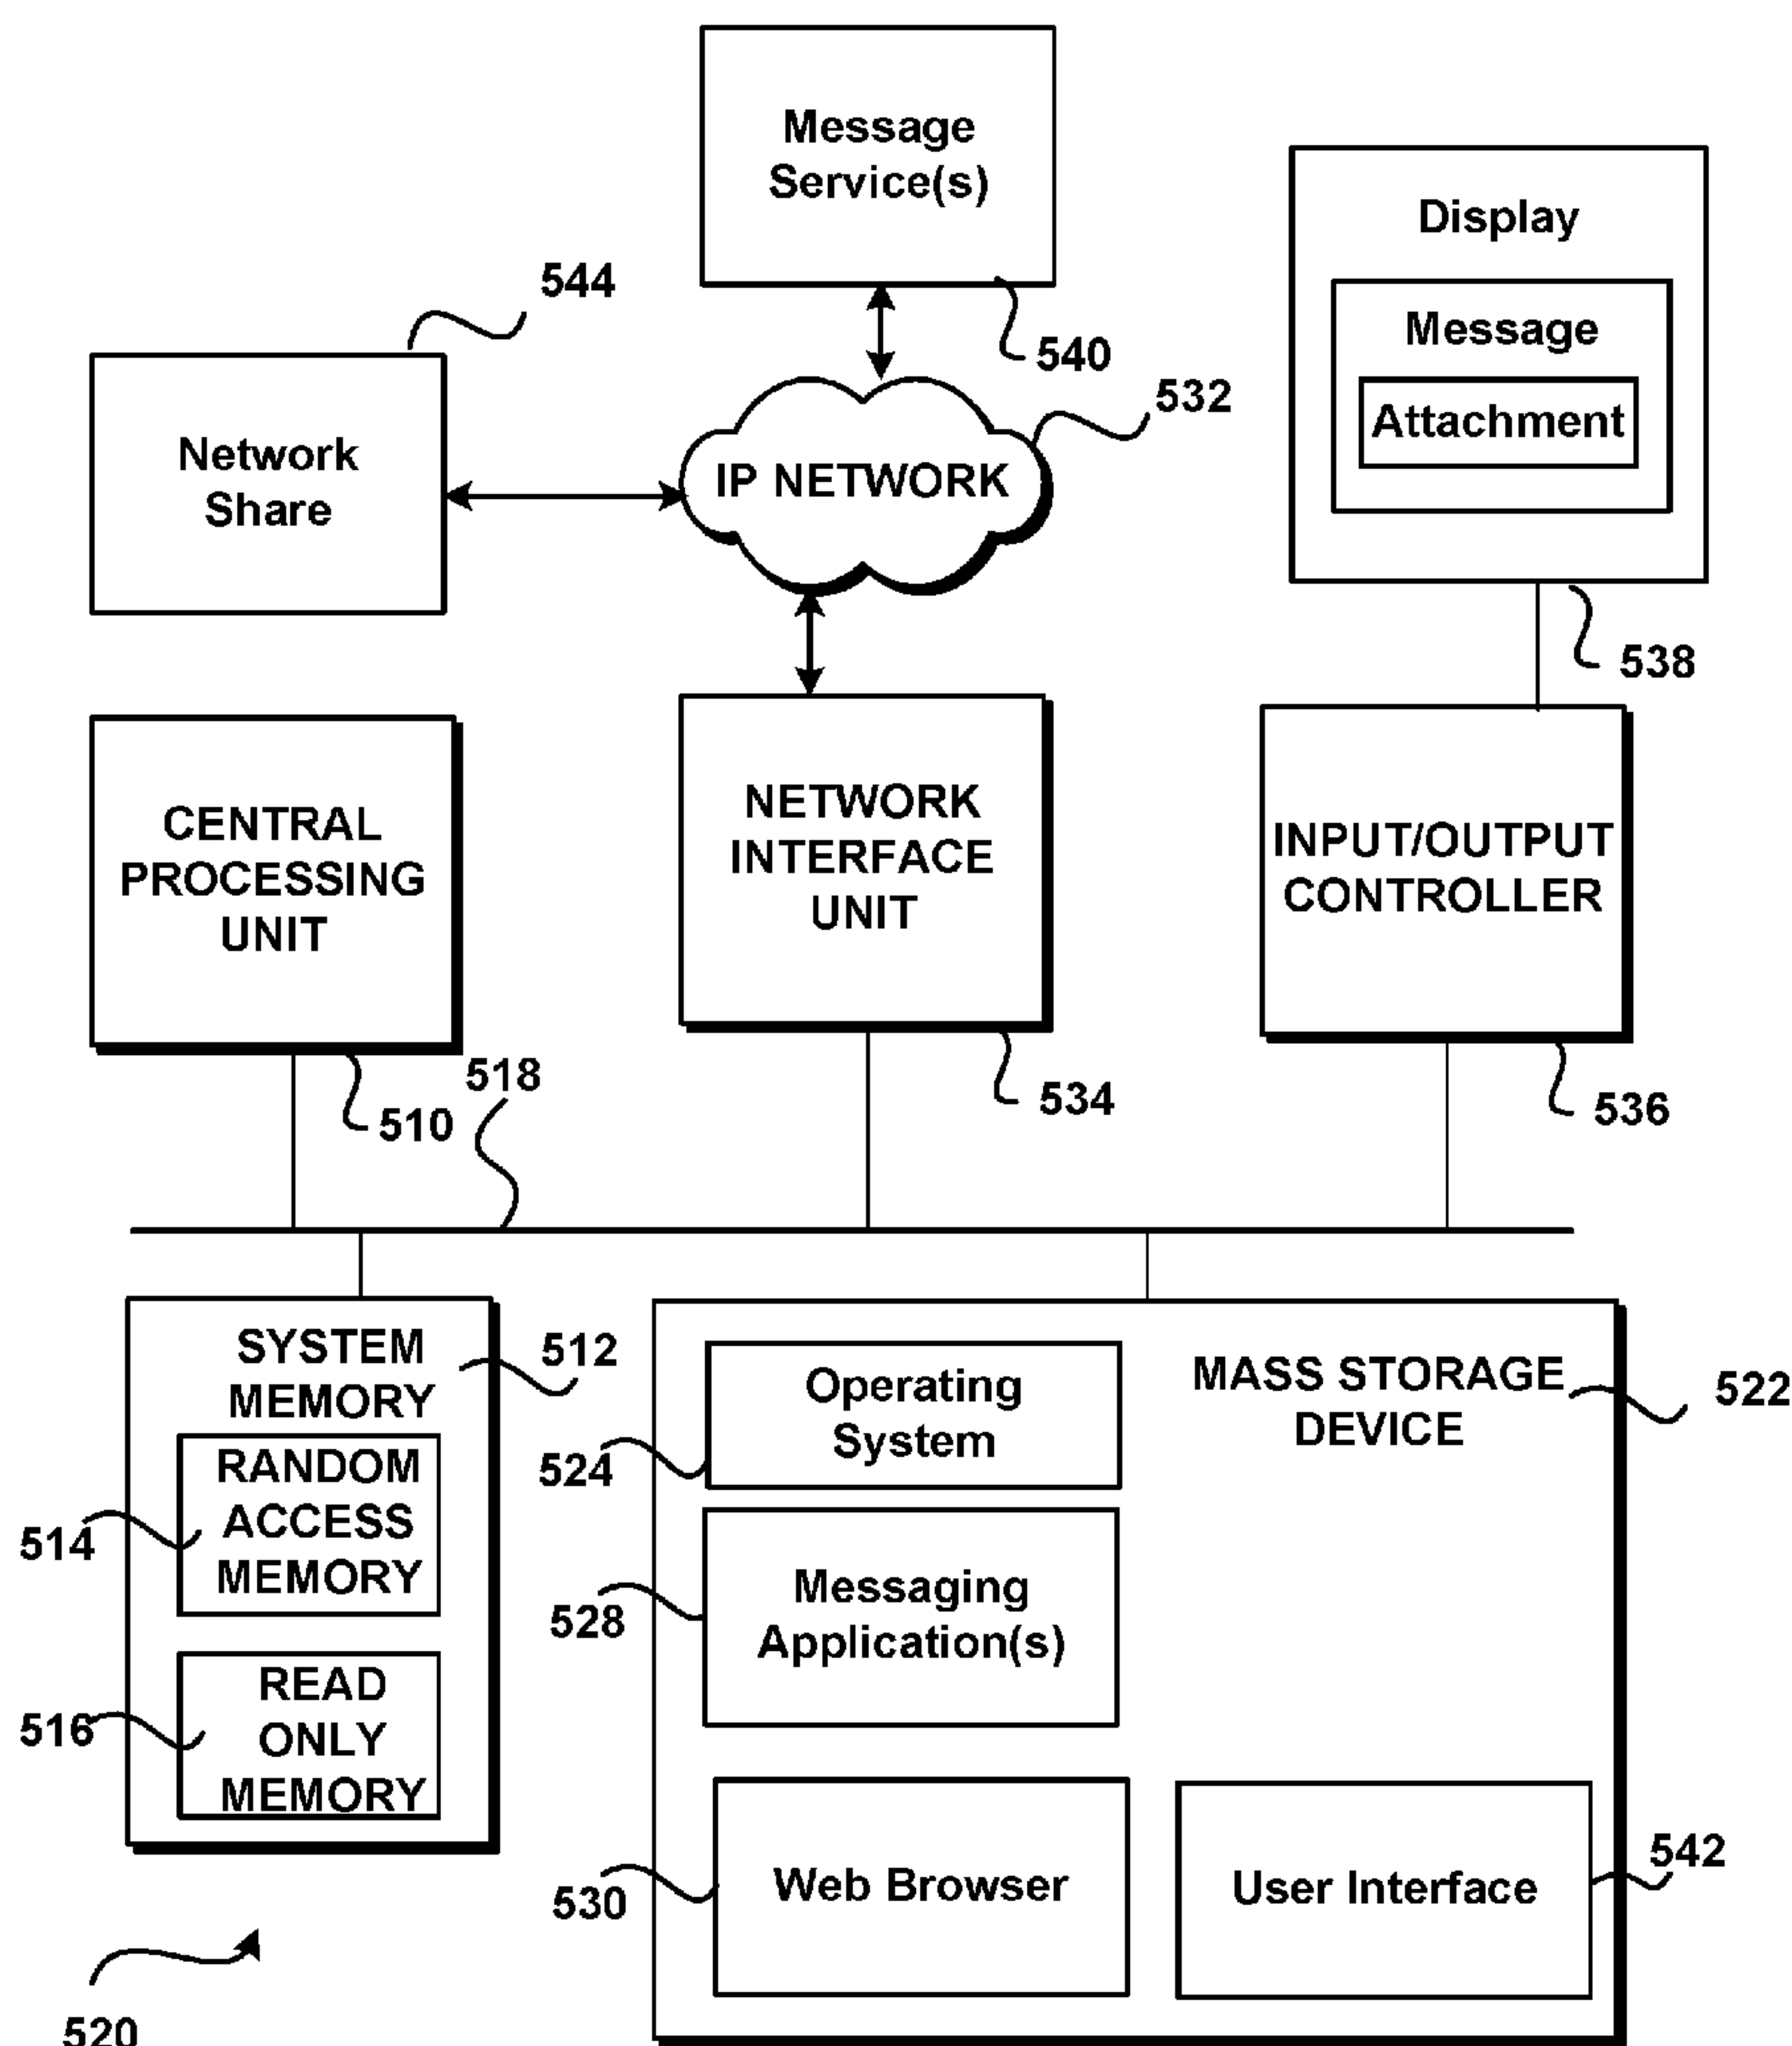 Message
Service(s)
540
Display
Message
Attachment
538
544
Network
Share
532
IP NETWORK
CENTRAL
PROCESSING
UNIT
510
NETWORK
INTERFACE
UNIT
534
INPUT/OUTPUT
CONTROLLER
536
518
SYSTEM
MEMORY
512
RANDOM
ACCESS
MEMORY
514
READ
ONLY
MEMORY
516
MASS STORAGE
DEVICE
522
Operating
System
524
Messaging
Application(s)
528
Web Browser
530
User Interface
542
520